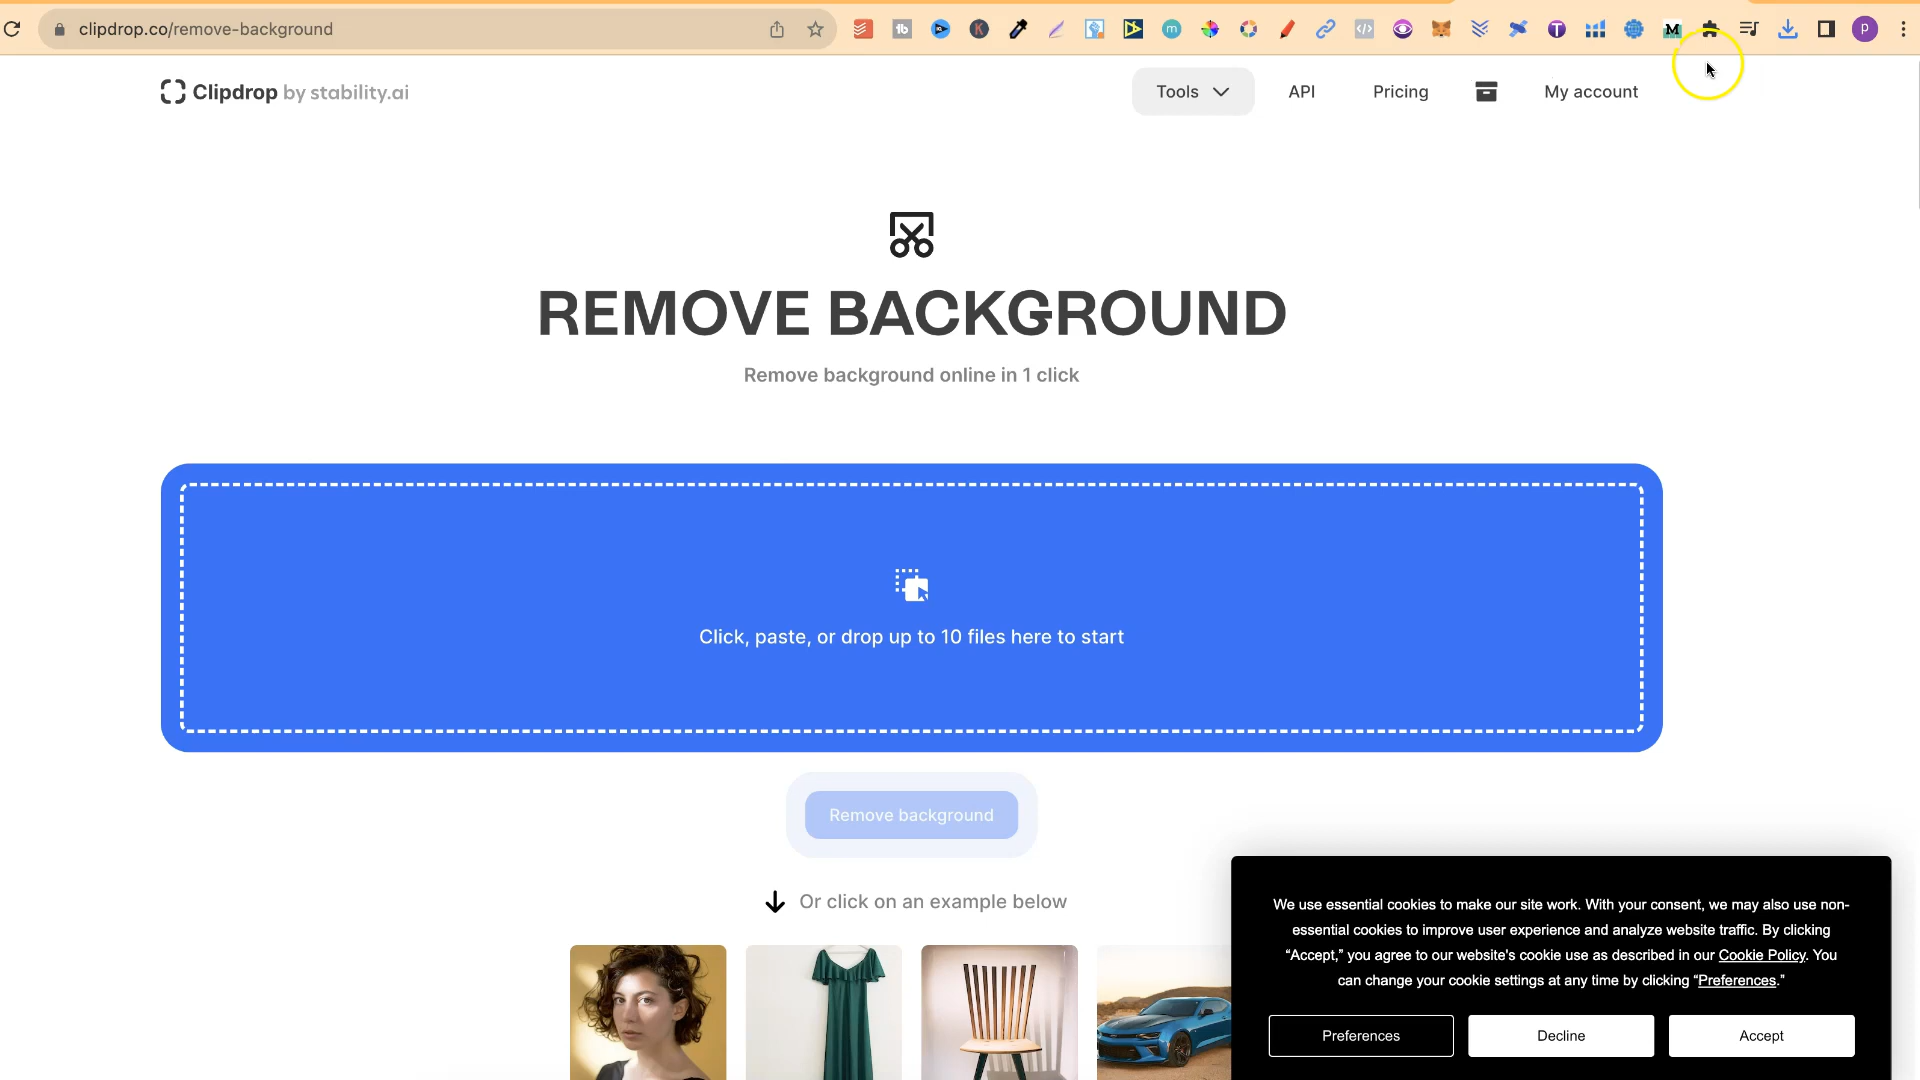 clipdrop.co/remove-background
Clipdrop by stability.ai
Tools
API
Pricing
My account
REMOVE BACKGROUND
Remove background online in 1 click
Click, paste, or drop up to 10 files here to start
Remove background
Or click on an example below
We use essential cookies to make our site work. With your consent, we may also use non-
essential cookies to improve user experience and analyze website traffic. By clicking
“Accept,” you agree to our website's cookie use as described in our Cookie Policy. You
can change your cookie settings at any time by clicking “Preferences.”
Preferences
Decline
Accept